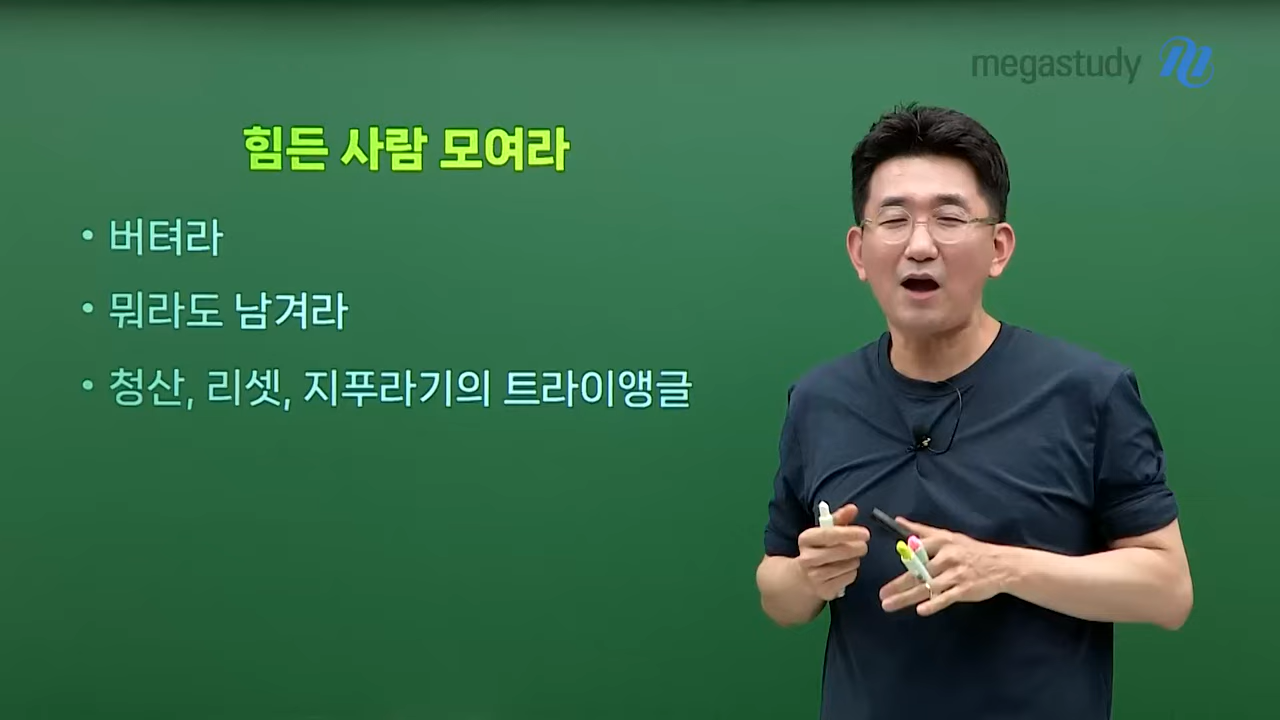 megastudy
힘든 사람 모여라
• 버텨라
• 뭐라도 남겨라
• 청산, 리셋, 지푸라기의 트라이앵글